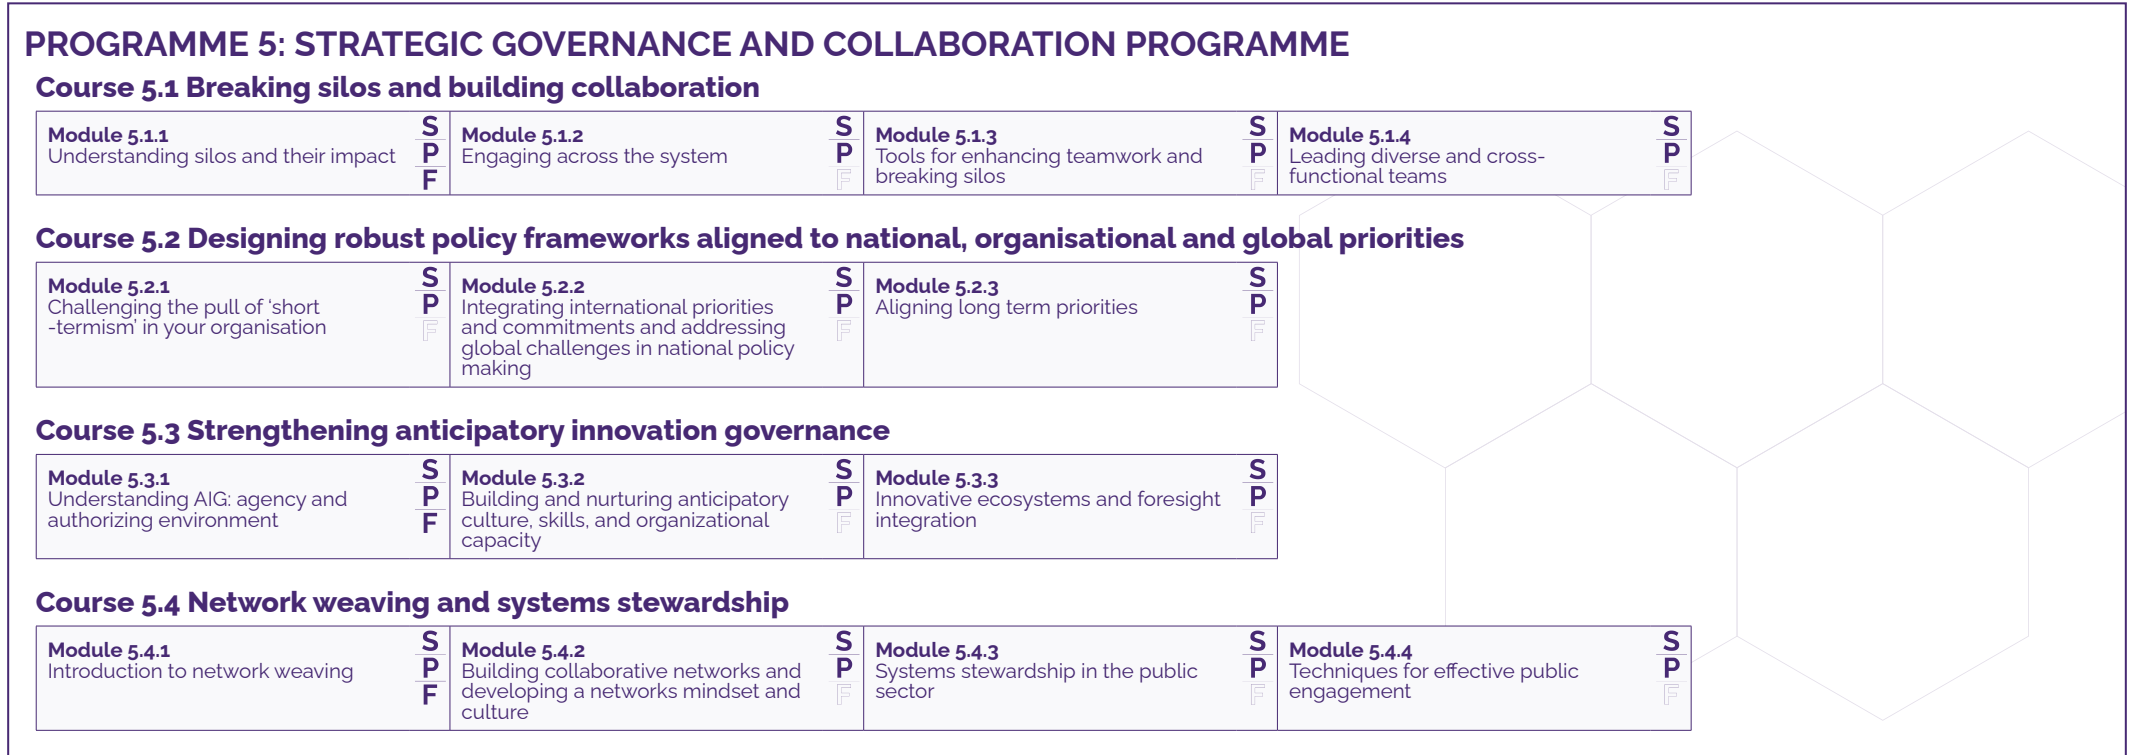 PROGRAMME 5: STRATEGIC GOVERNANCE AND COLLABORATION PROGRAMME
Course 5.1 Breaking silos and building collaboration
Module 5.1.1
Understanding silos and their impact
S
P
F
Module 5.1.2
Engaging across the system
S
P
F
Module 5.1.3
Tools for enhancing teamwork and
breaking silos
S
P
F
Module 5.1.4
Leading diverse and cross-
functional teams
S
P
F
Course 5.2 Designing robust policy frameworks aligned to national, organisational and global priorities
Module 5.2.1
Challenging the pull of ‘short
-termism’ in your organisation
S
P
F
Module 5.2.2
Integrating international priorities
and commitments and addressing
global challenges in national policy
making
S
P
F
Module 5.2.3
Aligning long term priorities
S
P
F
Course 5.3 Strengthening anticipatory innovation governance
Module 5.3.1
Understanding AIG: agency and
authorizing environment
S
P
F
Module 5.3.2
Building and nurturing anticipatory
culture, skills, and organizational
capacity
S
P
F
Module 5.3.3
Innovative ecosystems and foresight
integration
S
P
F
Course 5.4 Network weaving and systems stewardship
Module 5.4.1
Introduction to network weaving
S
P
F
Module 5.4.2
Building collaborative networks and
developing a networks mindset and
culture
S
P
F
Module 5.4.3
Systems stewardship in the public
sector
S
P
F
Module 5.4.4
Techniques for effective public
engagement
S
P
F